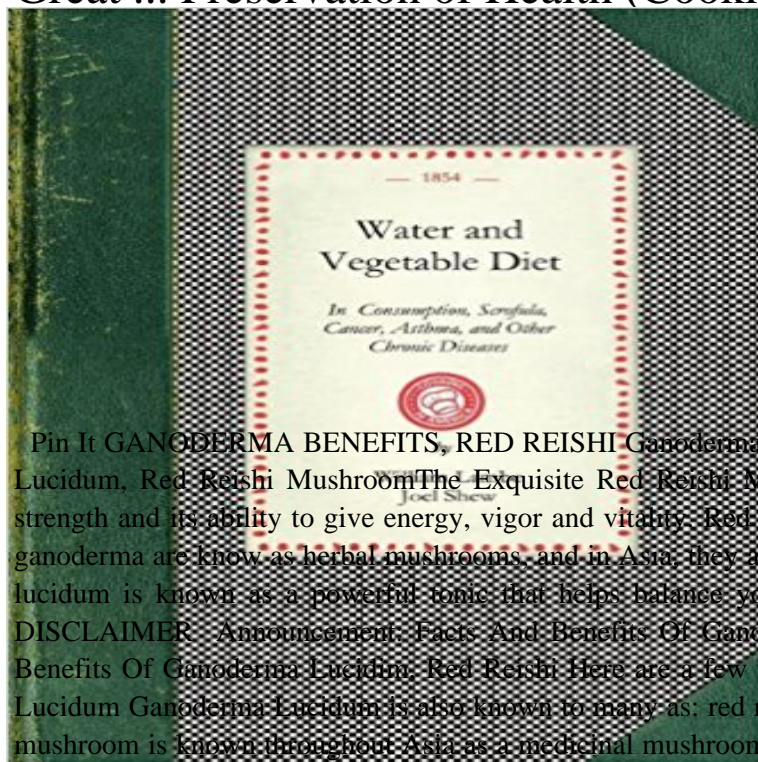 Great ... Preservation of Health (Cooki
1854
Water and
Vegetable Diet
In Consumption, Scrofula,
Cancer, Asthma, and Other
Chronic Diseases
Pin It GANODERMA BENEFITS, RED REISHI Ganoderma
Lucidum, Red Reishi MushroomThe Exquisite Red Reishi M
Joel Shew
strength and its ability to give energy, vigor and vitality. Red
ganoderma are know as herbal mushrooms, and in Asia, they a
lucidum is known as a powerful tonic that helps balance yo
DISCLAIMER Announcement. Facts And Benefits Of Gano
Benefits Of Ganoderma Lucidim, Red Reishi Here are a few
Lucidum Ganoderma Lucidum is also known to many as: red r
mushroom is known throughout Asia as a medicinal mushroom